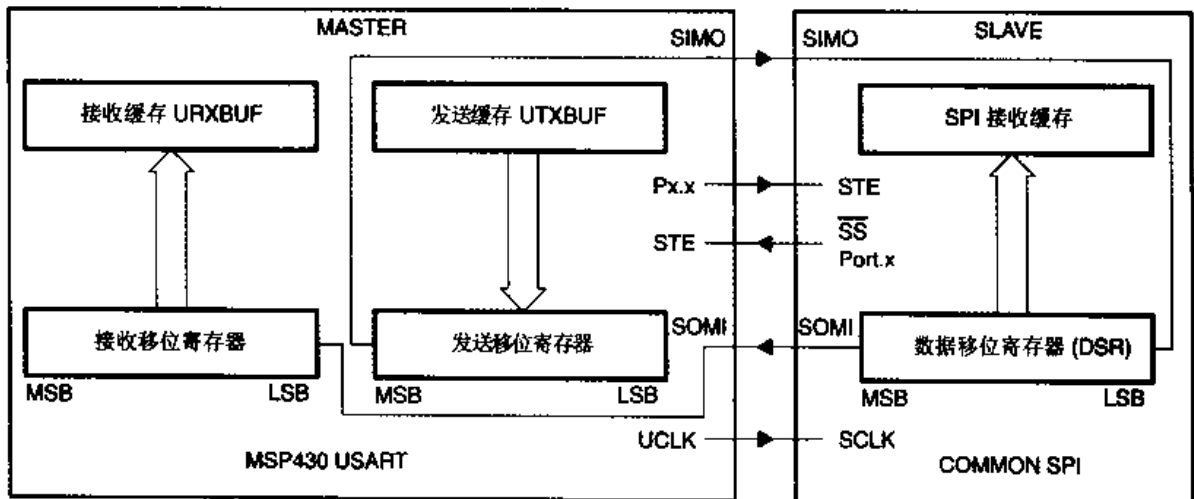 MASTER
SIMO
接收缓存 URXBUF
发送缓存 UTXBUF
Px.x
STE
接收移位寄存器
发送移位寄存器
SOMI
MSB
LSB
MSB
LSB
UCLK
MSP430 USART
SLAVE
SIMO
SPI 接收缓存
STE
SS
Port.x
SOMI
数据移位寄存器 (DSR)
MSB
LSB
SCLK
COMMON SPI